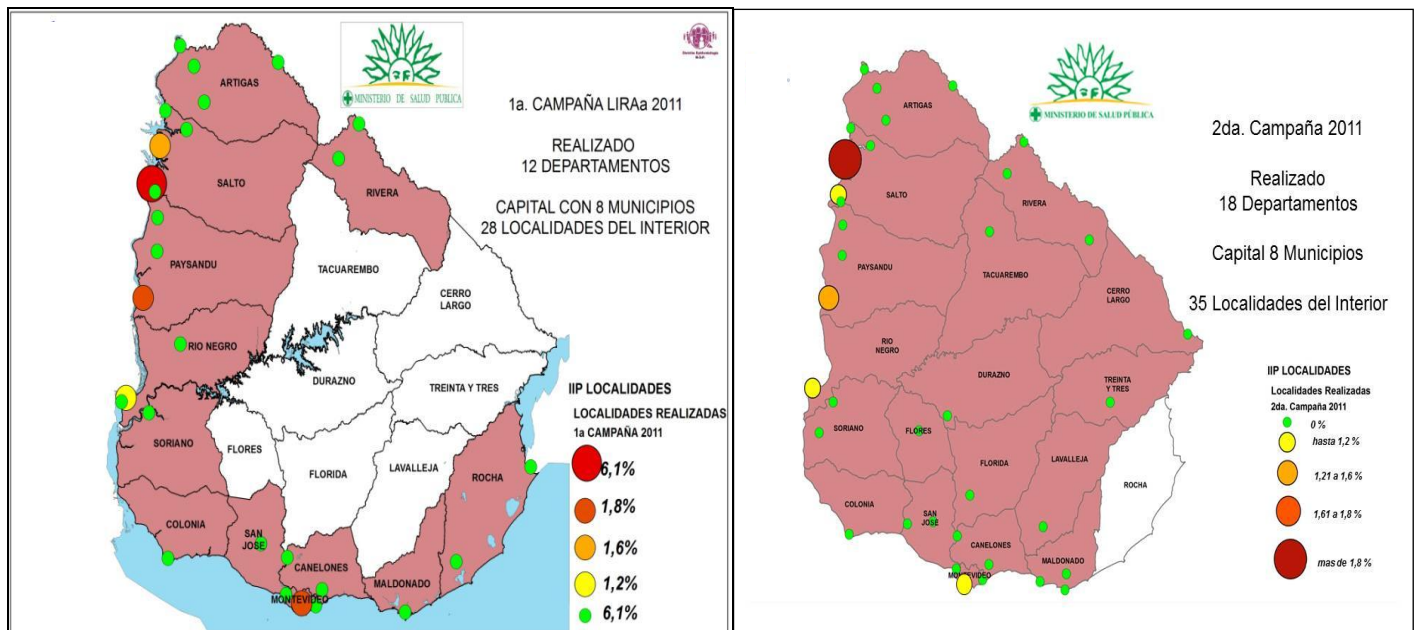 MINISTERIO DE SALUD PÚBLICA
1a. CAMPAÑA LIRAa 2011
REALIZADO
12 DEPARTAMENTOS
CAPITAL CON 8 MUNICIPIOS
28 LOCALIDADES DEL INTERIOR
ARTIGAS
SALTO
RIVERA
PAYSANDU
TACUAREMBO
CERRO
LARGO
RIO NEGRO
DURAZNO
TREINTA Y TRES
SORIANO
FLORES
FLORIDA
LAVALLEJA
ROCHA
COLONIA
SAN
JOSE
CANELONES
MALDONADO
MONTEVIDEO
IIP LOCALIDADES
LOCALIDADES REALIZADAS
1a CAMPAÑA 2011
6,1%
1,8%
1,6%
1,2%
6,1%
MINISTERIO DE SALUD PÚBLICA
2da. Campaña 2011
Realizado
18 Departamentos
Capital 8 Municipios
35 Localidades del Interior
ARTIGAS
SALTO
RIVERA
PAYSANDU
TACUAREMBO
CERRO
LARGO
RIO
NEGRO
DURAZNO
TREINTA
Y TRES
SORIANO
FLORES
FLORIDA
LAVALLEJA
ROCHA
COLONIA
SAN
JOSE
CANELONES
MALDONADO
MONTEVIDEO
IIP LOCALIDADES
Localidades Realizadas
2da. Campaña 2011
0 %
hasta 1,2 %
1,21 a 1,6 %
1,61 a 1,8 %
mas de 1,8 %